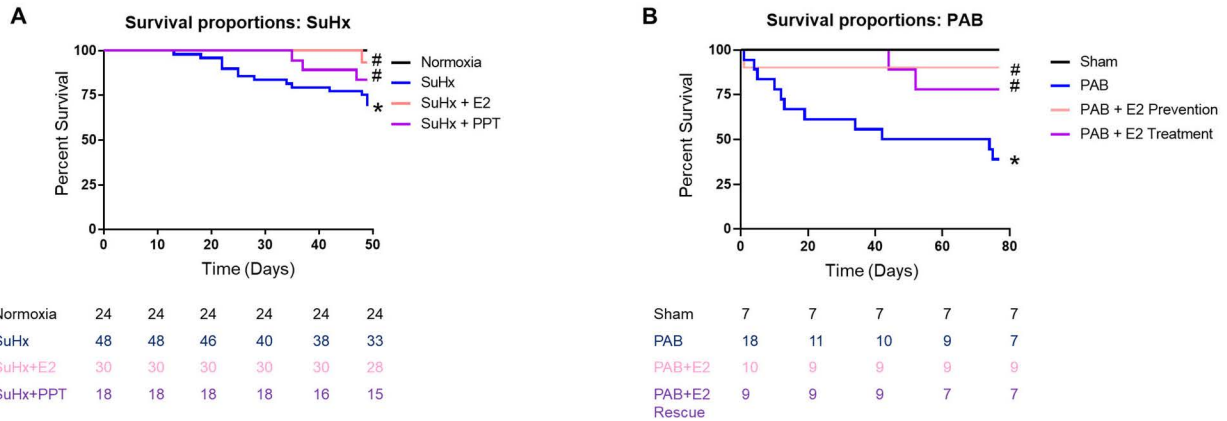 A
Survival proportions: SuHx
Percent Survival
100
75
50
25
0
0 10 20 30 40 50
Time (Days)
Normoxia
SuHx
SuHx + E2
SuHx + PPT
#
#
*
Normoxia 24 24 24 24 24 24
SuHx 48 48 46 40 38 33
SuHx+E2 30 30 30 30 30 28
SuHx+PPT 18 18 18 18 16 15
B
Survival proportions: PAB
Percent Survival
100
75
50
25
0
0 20 40 60 80
Time (Days)
Sham
PAB
PAB + E2 Prevention
PAB + E2 Treatment
#
#
*
Sham 7 7 7 7 7
PAB 18 11 10 9 7
PAB+E2 10 9 9 9 9
PAB+E2 9 9 9 7 7
Rescue